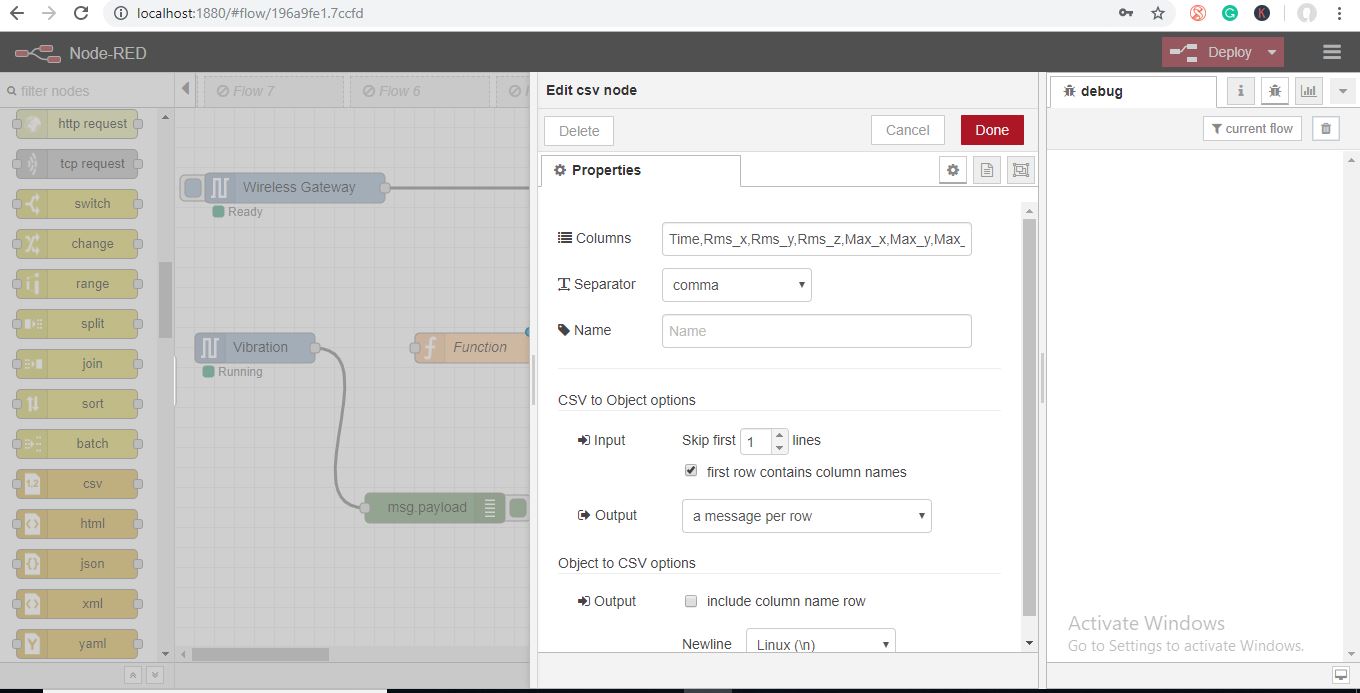 localhost:1880/#flow/196a9fe1.7ccfd
Node-RED
Deploy
filter nodes
Flow 7
Flow 6
Edit csv node
debug
Delete
Cancel
Done
current flow
Properties
http request
tcp request
switch
change
range
split
join
sort
batch
1,2
csv
html
json
xml
yaml
Wireless Gateway
Ready
Vibration
Running
Function
msg.payload
Columns
Time,Rms_x,Rms_y,Rms_z,Max_x,Max_y,Max_
Separator
comma
Name
Name
CSV to Object options
Input
Skip first 1 lines
first row contains column names
Output
a message per row
Object to CSV options
Output
include column name row
Newline
Linux (\n)
Activate Windows
Go to Settings to activate Windows.